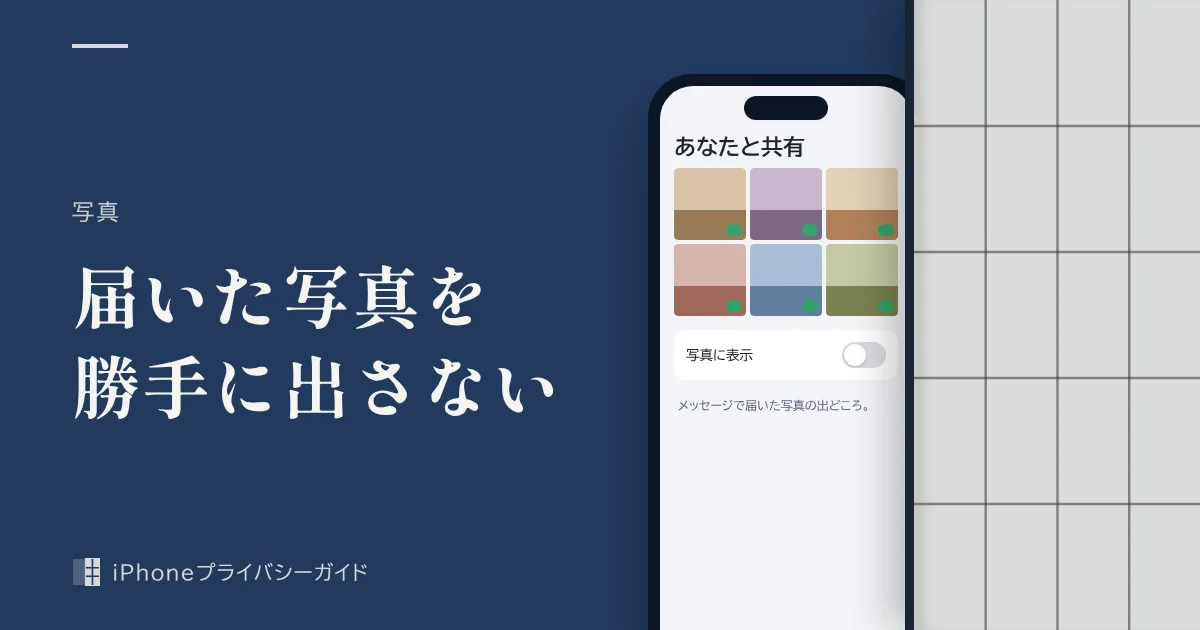 写真
届いた写真を
勝手に出さない
iPhoneプライバシーガイド
あなたと共有
写真に表示
メッセージで届いた写真の出どころ。